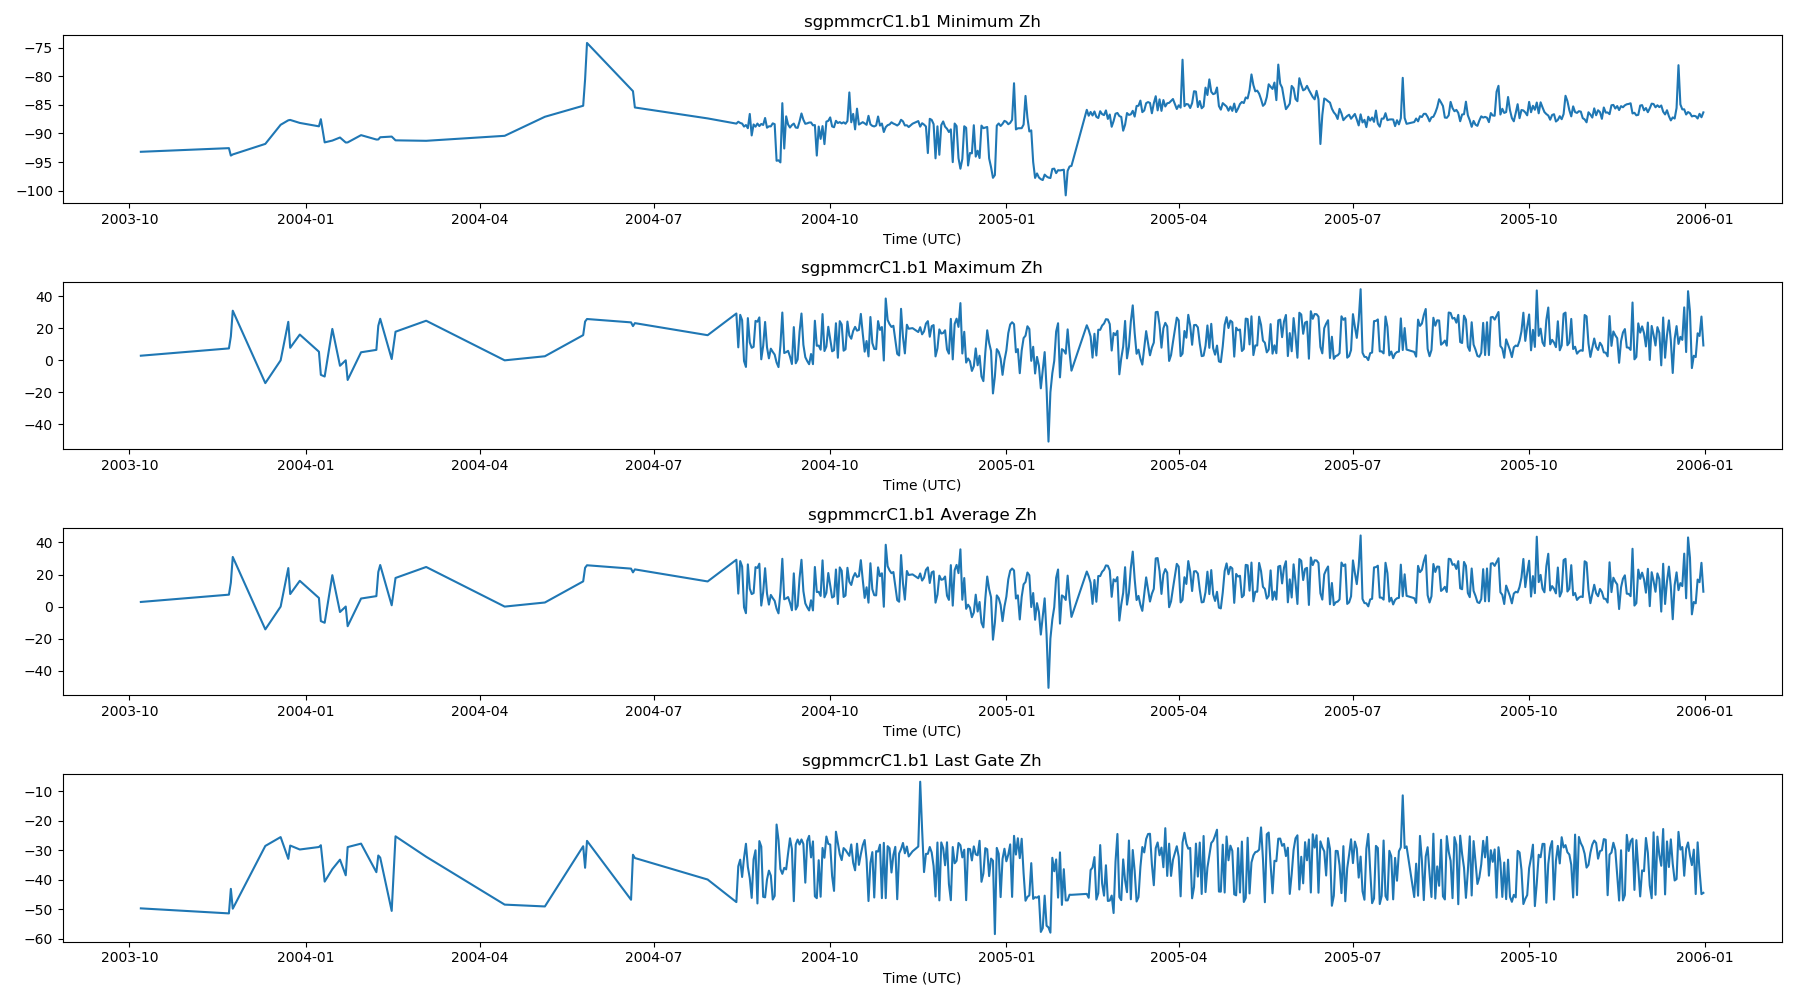 sgpmmcrC1.b1 Minimum Zh
−75
−80
−85
−90
−95
−100
2003-10 2004-01 2004-04 2004-07 2004-10 2005-01 2005-04 2005-07 2005-10 2006-01
Time (UTC)
sgpmmcrC1.b1 Maximum Zh
40
20
0
−20
−40
2003-10 2004-01 2004-04 2004-07 2004-10 2005-01 2005-04 2005-07 2005-10 2006-01
Time (UTC)
sgpmmcrC1.b1 Average Zh
40
20
0
−20
−40
2003-10 2004-01 2004-04 2004-07 2004-10 2005-01 2005-04 2005-07 2005-10 2006-01
Time (UTC)
sgpmmcrC1.b1 Last Gate Zh
−10
−20
−30
−40
−50
−60
2003-10 2004-01 2004-04 2004-07 2004-10 2005-01 2005-04 2005-07 2005-10 2006-01
Time (UTC)